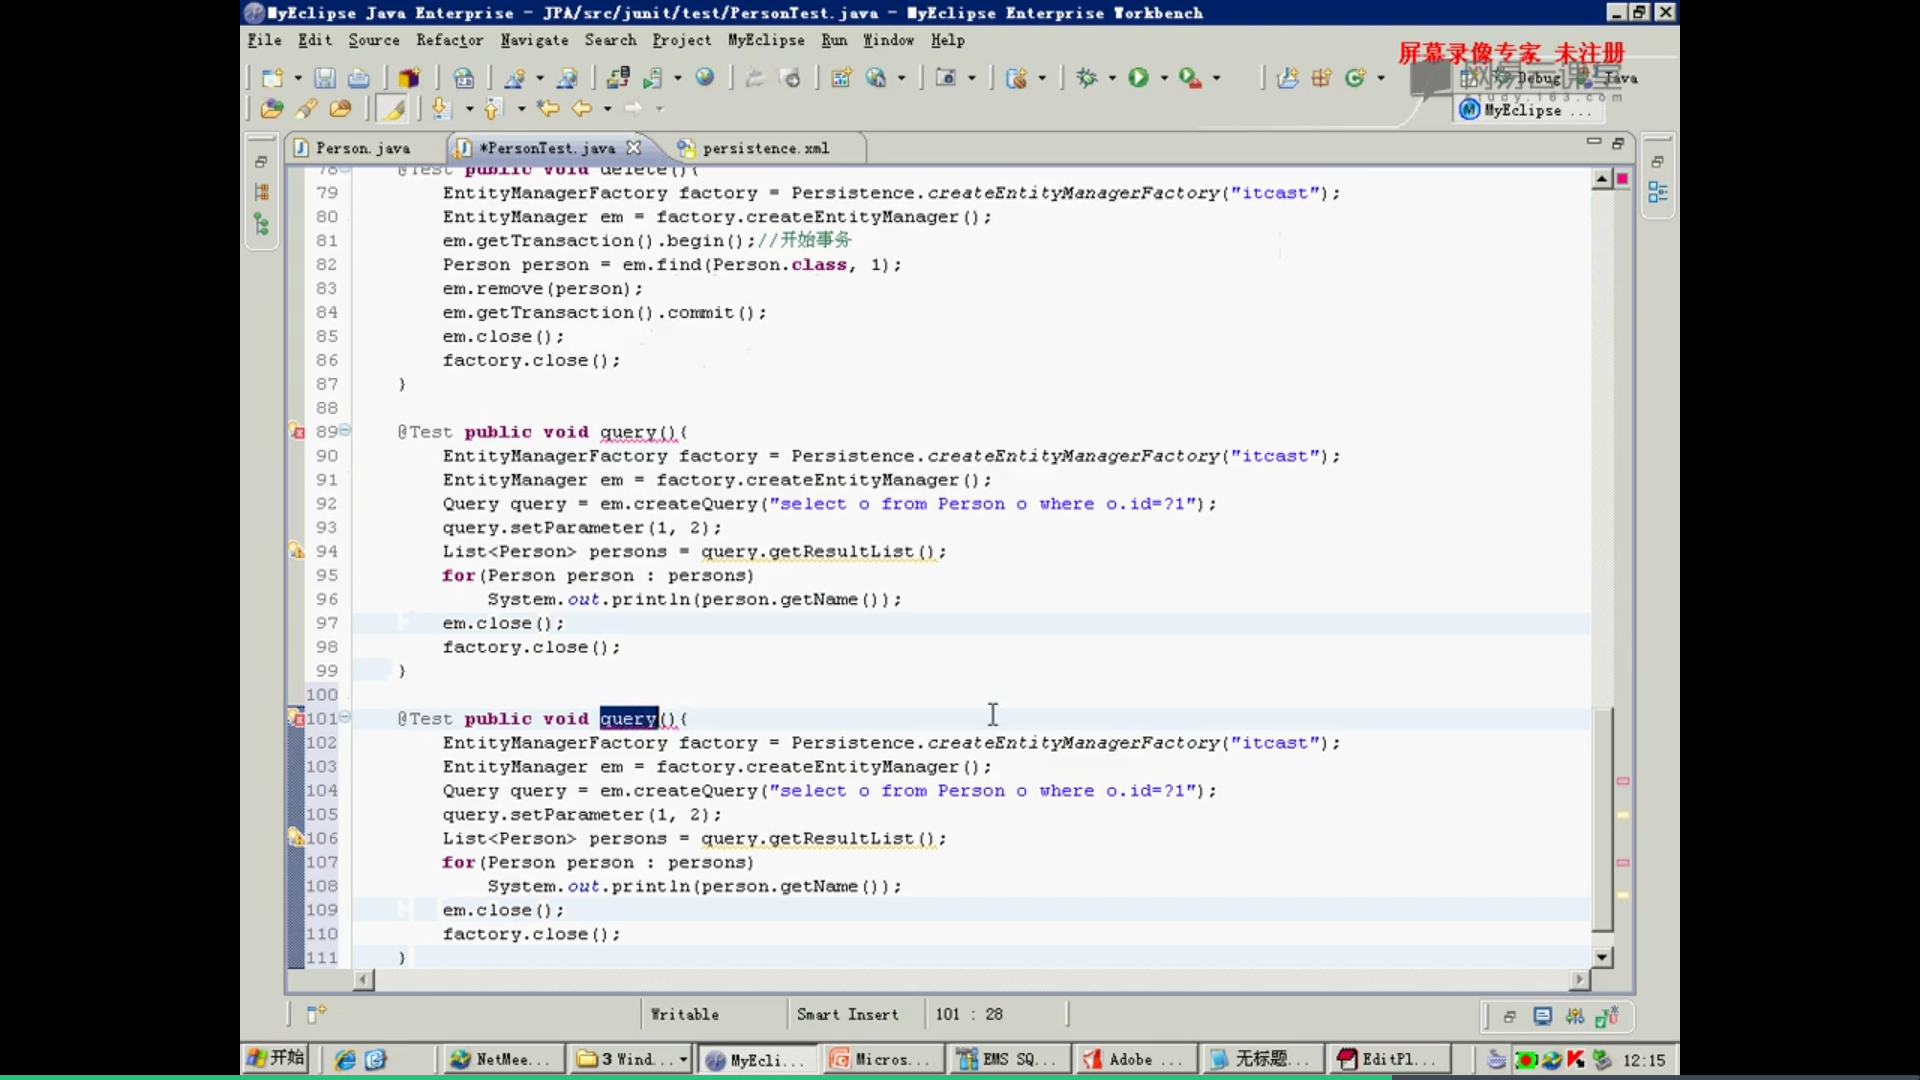 MyEclipse Java Enterprise - JPA/src/junit/test/PersonTest.java - MyEclipse Enterprise Workbench
File Edit Source Refactor Navigate Search Project MyEclipse Run Window Help
屏幕录像专家 未注册
Debug Java
study.163.com
MyEclipse ...
Person.java *PersonTest.java persistence.xml
78 @Test public void delete(){
79 EntityManagerFactory factory = Persistence.createEntityManagerFactory("itcast");
80 EntityManager em = factory.createEntityManager();
81 em.getTransaction().begin();//开始事务
82 Person person = em.find(Person.class, 1);
83 em.remove(person);
84 em.getTransaction().commit();
85 em.close();
86 factory.close();
87 }
88
89 @Test public void query(){
90 EntityManagerFactory factory = Persistence.createEntityManagerFactory("itcast");
91 EntityManager em = factory.createEntityManager();
92 Query query = em.createQuery("select o from Person o where o.id=?1");
93 query.setParameter(1, 2);
94 List<Person> persons = query.getResultList();
95 for(Person person : persons)
96 System.out.println(person.getName());
97 em.close();
98 factory.close();
99 }
100
101 @Test public void query(){
102 EntityManagerFactory factory = Persistence.createEntityManagerFactory("itcast");
103 EntityManager em = factory.createEntityManager();
104 Query query = em.createQuery("select o from Person o where o.id=?1");
105 query.setParameter(1, 2);
106 List<Person> persons = query.getResultList();
107 for(Person person : persons)
108 System.out.println(person.getName());
109 em.close();
110 factory.close();
111 }
Writable Smart Insert 101 : 28
开始 NetMee... 3 Wind... MyEcli... Micros... EMS SQ... Adobe ... 无标题... EditPl... 12:15